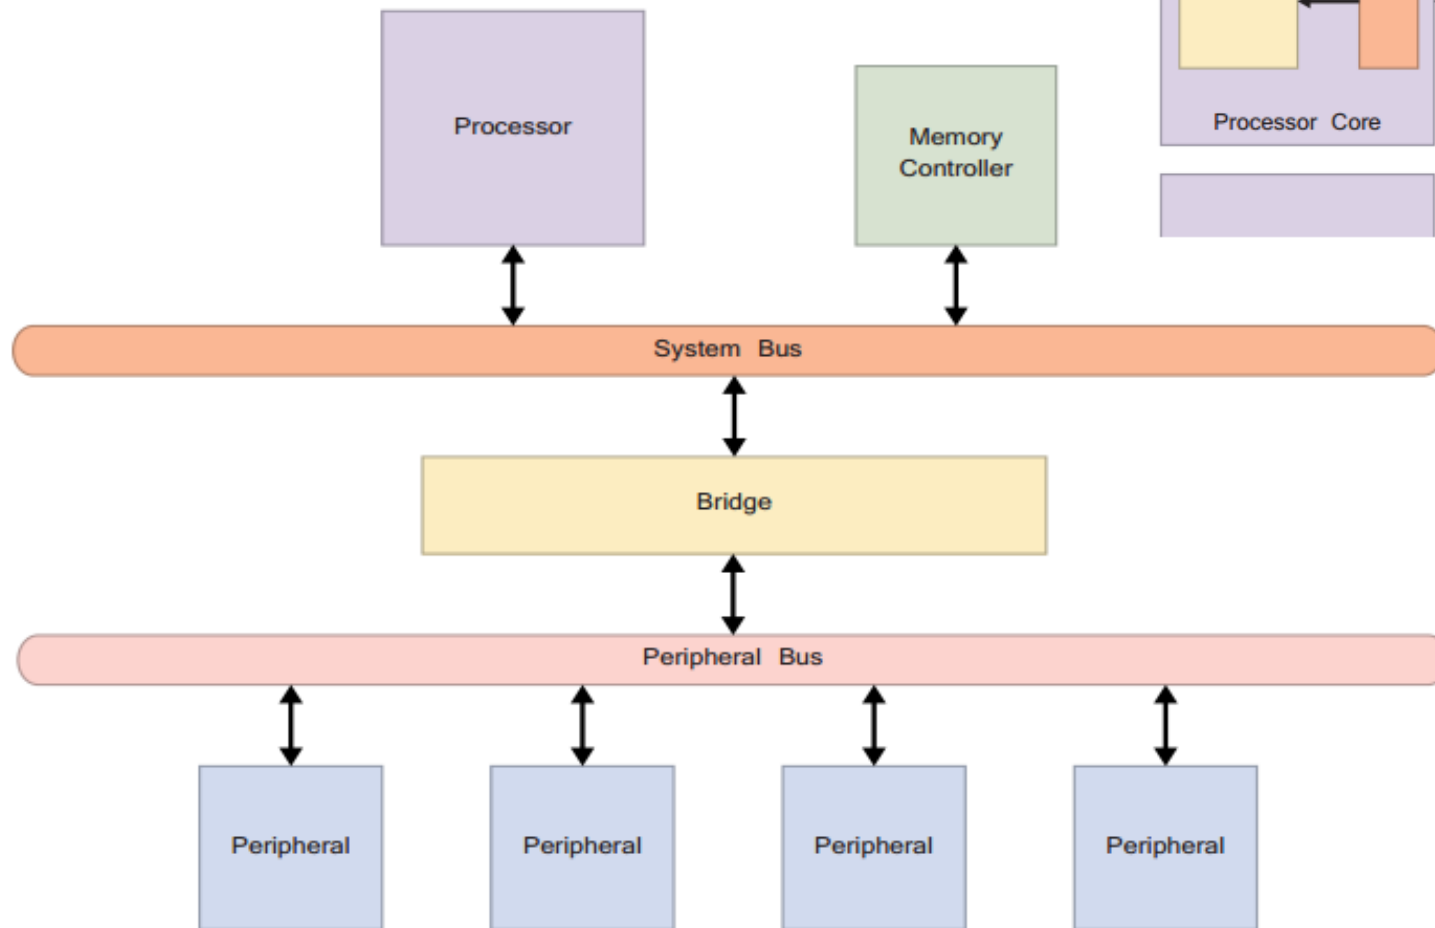 Processor
Memory
Controller
Processor Core
System Bus
Bridge
Peripheral Bus
Peripheral
Peripheral
Peripheral
Peripheral